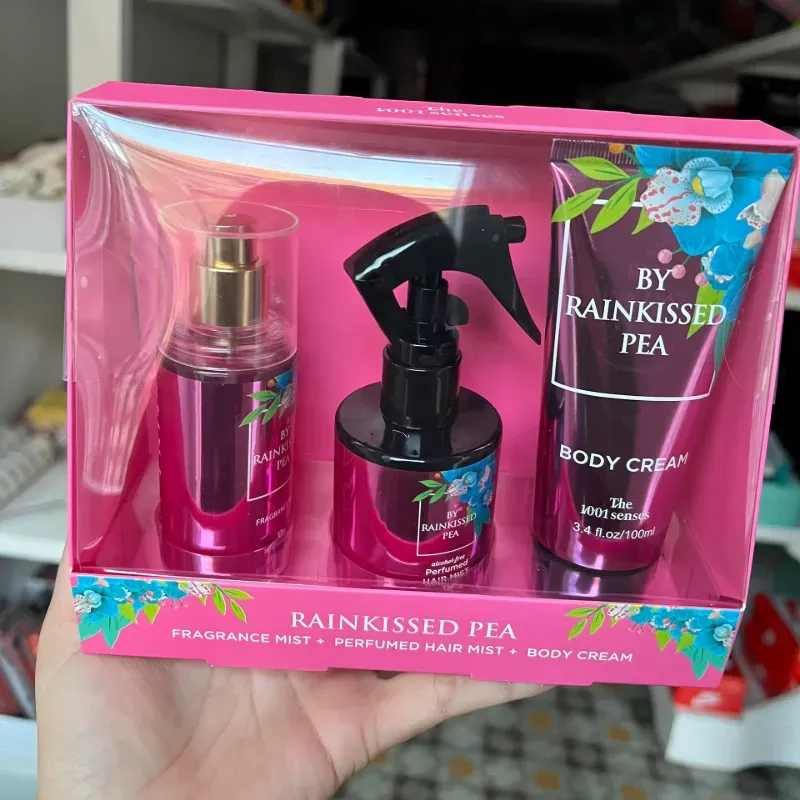 The
1001 senses
BY
RAINKISSED
PEA
FRAGRANCE
BY
RAINKISSED
PEA
alcohol-free
Perfumed
HAIR MIST
BY
RAINKISSED
PEA
BODY CREAM
The
1001 senses
3.4 fl.oz/100ml
RAINKISSED PEA
FRAGRANCE MIST + PERFUMED HAIR MIST + BODY CREAM